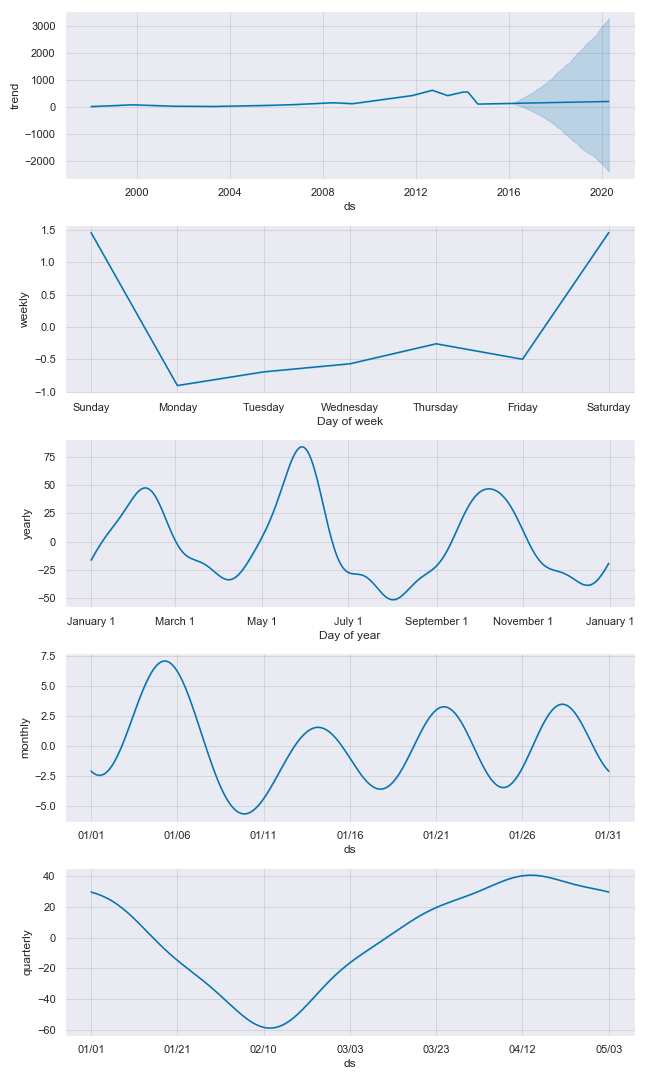 trend
3000
2000
1000
0
−1000
−2000
2000 2004 2008 2012 2016 2020
ds
weekly
1.5
1.0
0.5
0.0
−0.5
−1.0
Sunday Monday Tuesday Wednesday Thursday Friday Saturday
Day of week
yearly
75
50
25
0
−25
−50
January 1 March 1 May 1 July 1 September 1 November 1 January 1
Day of year
monthly
7.5
5.0
2.5
0.0
−2.5
−5.0
01/01 01/06 01/11 01/16 01/21 01/26 01/31
ds
quarterly
40
20
0
−20
−40
−60
01/01 01/21 02/10 03/03 03/23 04/12 05/03
ds